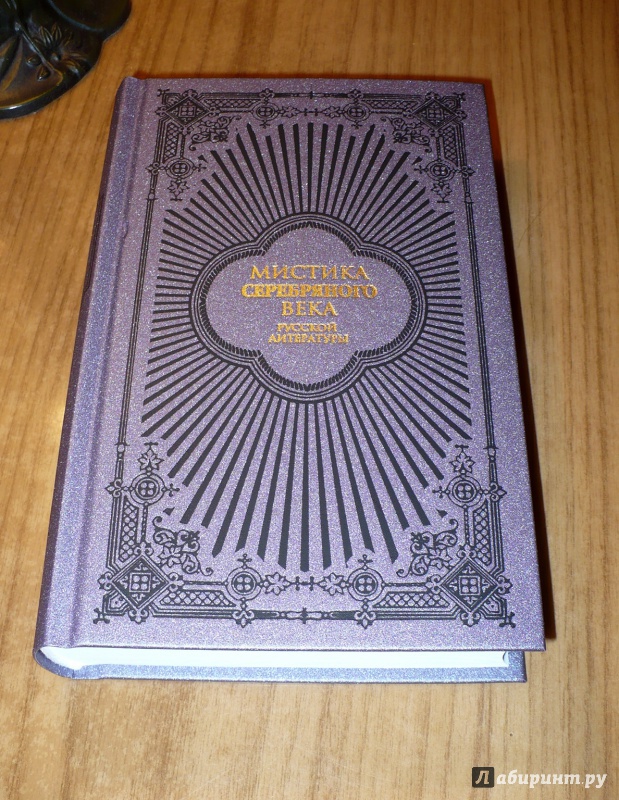 МИСТИКА
СЕРЕБРЯНОГО
ВЕКА
РУССКОЙ
ЛИТЕРАТУРЫ
Лабиринт.ру